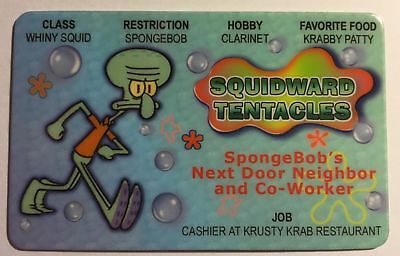 CLASS RESTRICTION HOBBY FAVORITE FOOD
WHINY SQUID SPONGEBOB CLARINET KRABBY PATTY
SQUIDWARD
TENTACLES
SpongeBob's
Next Door Neighbor
and Co-Worker
JOB
CASHIER AT KRUSTY KRAB RESTAURANT